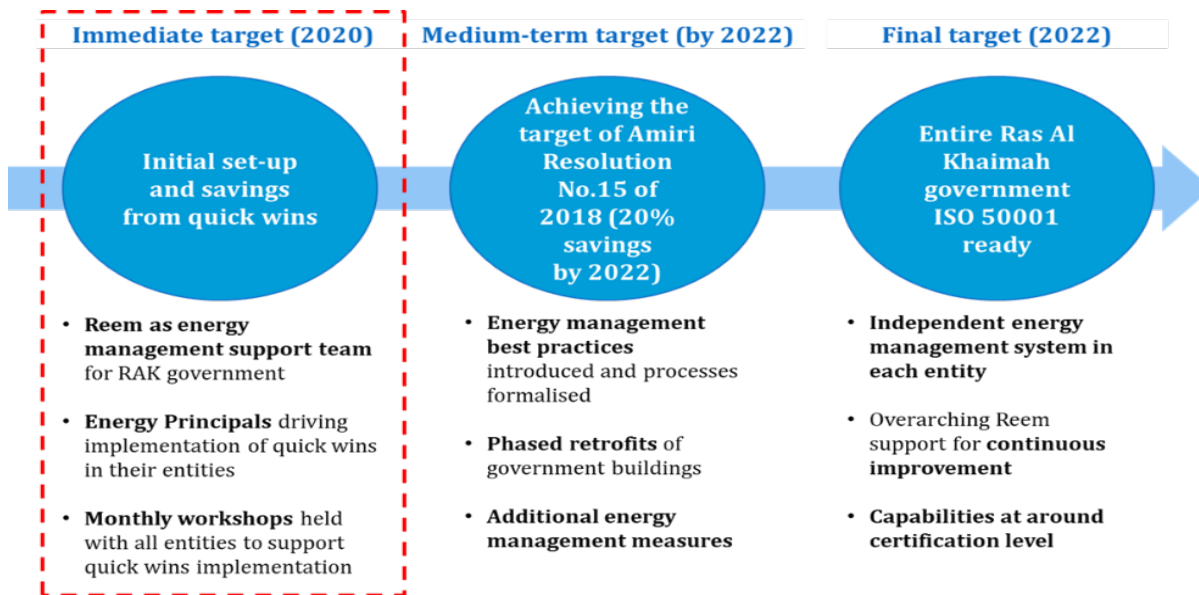 Immediate target (2020)
Medium-term target (by 2022)
Final target (2022)
Initial set-up
and savings
from quick wins
Achieving the
target of Amiri
Resolution
No.15 of
2018 (20%
savings
by 2022)
Entire Ras Al
Khaimah
government
ISO 50001
ready
• Reem as energy
management support team
for RAK government
• Energy Principals driving
implementation of quick wins
in their entities
• Monthly workshops held
with all entities to support
quick wins implementation
• Energy management
best practices
introduced and processes
formalised
• Phased retrofits of
government buildings
• Additional energy
management measures
• Independent energy
management system in
each entity
• Overarching Reem
support for continuous
improvement
• Capabilities at around
certification level